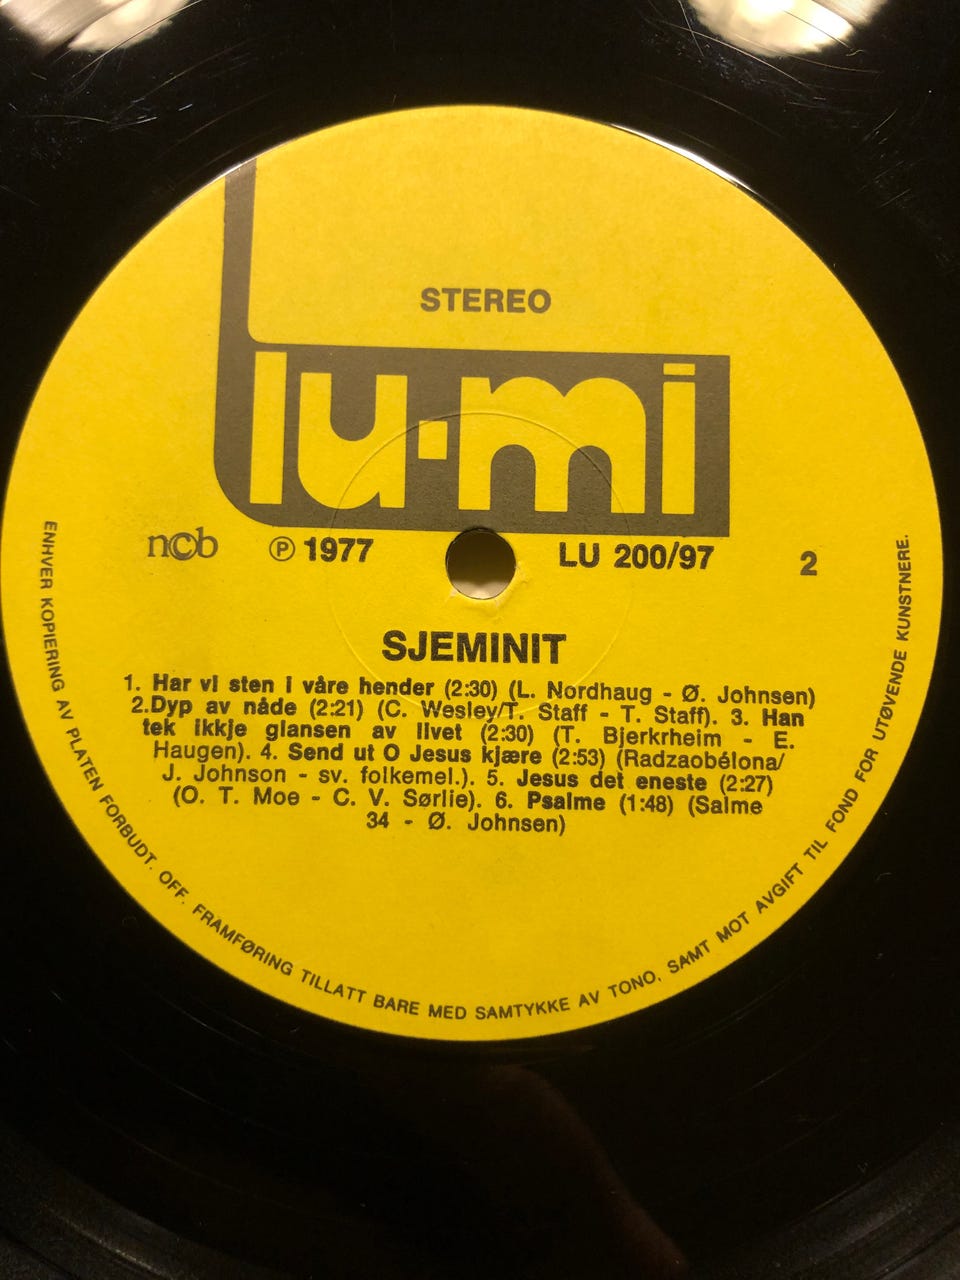 STEREO
lu·mi
ncb ℗ 1977 LU 200/97 2
SJEMINIT
1. Har vi sten i våre hender (2:30) (L. Nordhaug - Ø. Johnsen)
2.Dyp av nåde (2:21) (C. Wesley/T. Staff - T. Staff). 3. Han
tek ikkje glansen av livet (2:30) (T. Bjerkrheim - E.
Haugen). 4. Send ut O Jesus kjære (2:53) (Radzaobélona/
J. Johnson - sv. folkemel.). 5. Jesus det eneste (2:27)
(O. T. Moe - C. V. Sørlie). 6. Psalme (1:48) (Salme
34 - Ø. Johnsen)
ENHVER KOPIERING AV PLATEN FORBUDT. OFF. FRAMFØRING TILLATT BARE MED SAMTYKKE AV TONO, SAMT MOT AVGIFT TIL FOND FOR UTØVENDE KUNSTNERE.